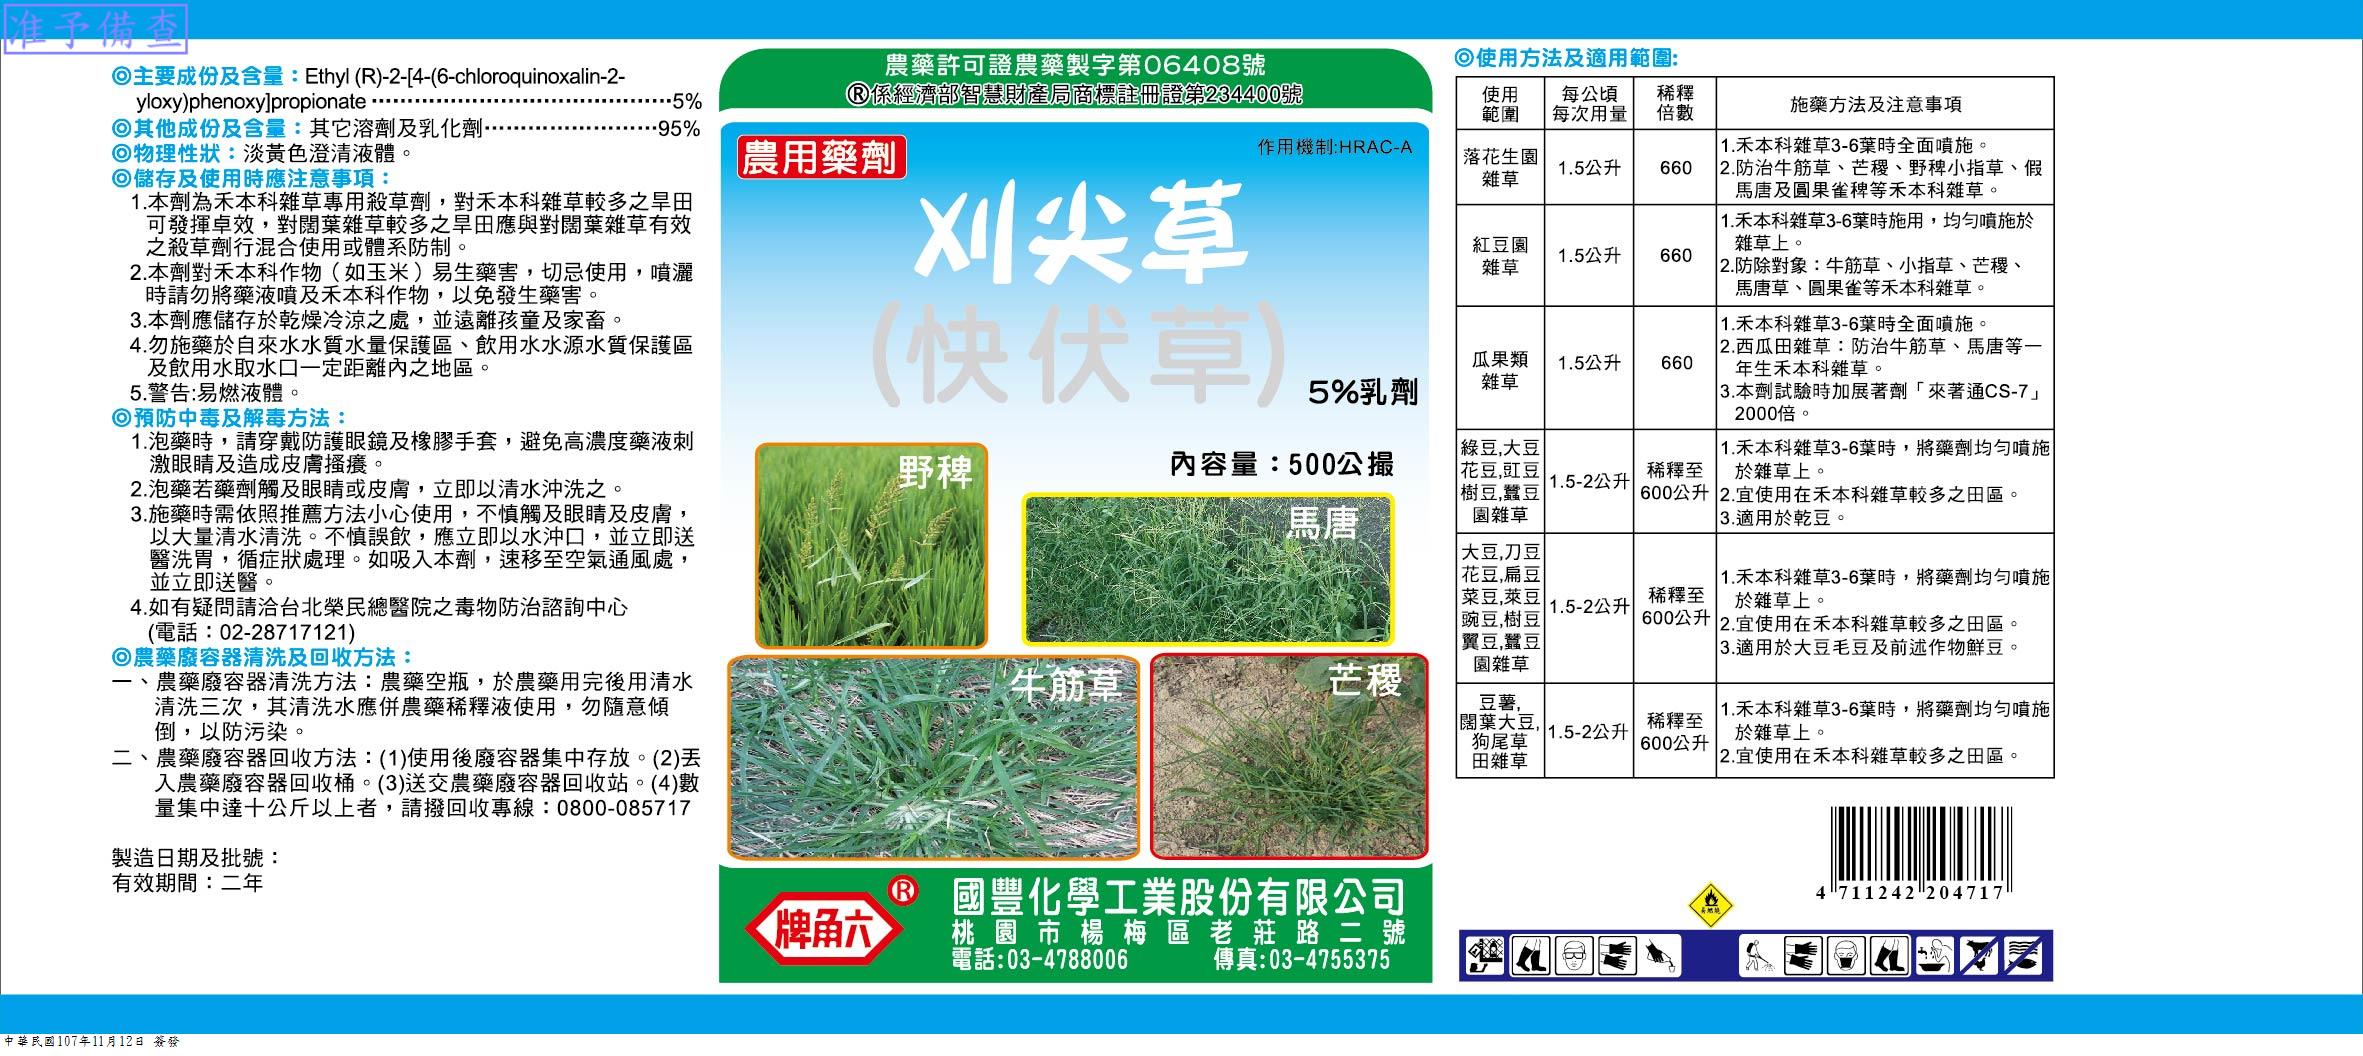 准予備查
◎主要成份及含量：Ethyl (R)-2-[4-(6-chloroquinoxalin-2-
yloxy)phenoxy]propionate ⋯⋯⋯⋯⋯⋯⋯⋯⋯⋯⋯⋯5%
◎其他成份及含量：其它溶劑及乳化劑⋯⋯⋯⋯⋯⋯⋯⋯95%
◎物理性狀：淡黃色澄清液體。
◎儲存及使用時應注意事項：
1.本劑為禾本科雜草專用殺草劑，對禾本科雜草較多之旱田
可發揮卓效，對闊葉雜草較多之旱田應與對闊葉雜草有效
之殺草劑行混合使用或體系防制。
2.本劑對禾本科作物（如玉米）易生藥害，切忌使用，噴灑
時請勿將藥液噴及禾本科作物，以免發生藥害。
3.本劑應儲存於乾燥冷涼之處，並遠離孩童及家畜。
4.勿施藥於自來水水質水量保護區、飲用水水源水質保護區
及飲用水取水口一定距離內之地區。
5.警告:易燃液體。
◎預防中毒及解毒方法：
1.泡藥時，請穿戴防護眼鏡及橡膠手套，避免高濃度藥液刺
激眼睛及造成皮膚搔癢。
2.泡藥若藥劑觸及眼睛或皮膚，立即以清水沖洗之。
3.施藥時需依照推薦方法小心使用，不慎觸及眼睛及皮膚，
以大量清水清洗。不慎誤飲，應立即以水沖口，並立即送
醫洗胃，循症狀處理。如吸入本劑，速移至空氣通風處，
並立即送醫。
4.如有疑問請洽台北榮民總醫院之毒物防治諮詢中心
(電話：02-28717121)
◎農藥廢容器清洗及回收方法：
一、農藥廢容器清洗方法：農藥空瓶，於農藥用完後用清水
清洗三次，其清洗水應併農藥稀釋液使用，勿隨意傾
倒，以防污染。
二、農藥廢容器回收方法：(1)使用後廢容器集中存放。(2)丟
入農藥廢容器回收桶。(3)送交農藥廢容器回收站。(4)數
量集中達十公斤以上者，請撥回收專線：0800-085717
製造日期及批號：
有效期間：二年
農藥許可證農藥製字第06408號
®係經濟部智慧財產局商標註冊證第234400號
農用藥劑
作用機制:HRAC-A
刈尖草
(快伏草)
5%乳劑
內容量：500公撮
野稗
馬唐
牛筋草
芒稷
牌角六
®
國豐化學工業股份有限公司
桃園市楊梅區老莊路二號
電話:03-4788006 傳真:03-4755375
◎使用方法及適用範圍:
使用
範圍
每公頃
每次用量
稀釋
倍數
施藥方法及注意事項
落花生園
雜草
1.5公升
660
1.禾本科雜草3-6葉時全面噴施。
2.防治牛筋草、芒稷、野稗小指草、假
馬唐及圓果雀稗等禾本科雜草。
紅豆園
雜草
1.5公升
660
1.禾本科雜草3-6葉時施用，均勻噴施於
雜草上。
2.防除對象：牛筋草、小指草、芒稷、
馬唐草、圓果雀等禾本科雜草。
瓜果類
雜草
1.5公升
660
1.禾本科雜草3-6葉時全面噴施。
2.西瓜田雜草：防治牛筋草、馬唐等一
年生禾本科雜草。
3.本劑試驗時加展著劑「來著通CS-7」
2000倍。
綠豆,大豆
花豆,豇豆
樹豆,蠶豆
園雜草
1.5-2公升
稀釋至
600公升
1.禾本科雜草3-6葉時，將藥劑均勻噴施
於雜草上。
2.宜使用在禾本科雜草較多之田區。
3.適用於乾豆。
大豆,刀豆
花豆,扁豆
菜豆,萊豆
豌豆,樹豆
翼豆,蠶豆
園雜草
1.5-2公升
稀釋至
600公升
1.禾本科雜草3-6葉時，將藥劑均勻噴施
於雜草上。
2.宜使用在禾本科雜草較多之田區。
3.適用於大豆毛豆及前述作物鮮豆。
豆薯,
闊葉大豆,
狗尾草
田雜草
1.5-2公升
稀釋至
600公升
1.禾本科雜草3-6葉時，將藥劑均勻噴施
於雜草上。
2.宜使用在禾本科雜草較多之田區。
4 711242 204717
易燃燒
中華民國107年11月12日 簽發